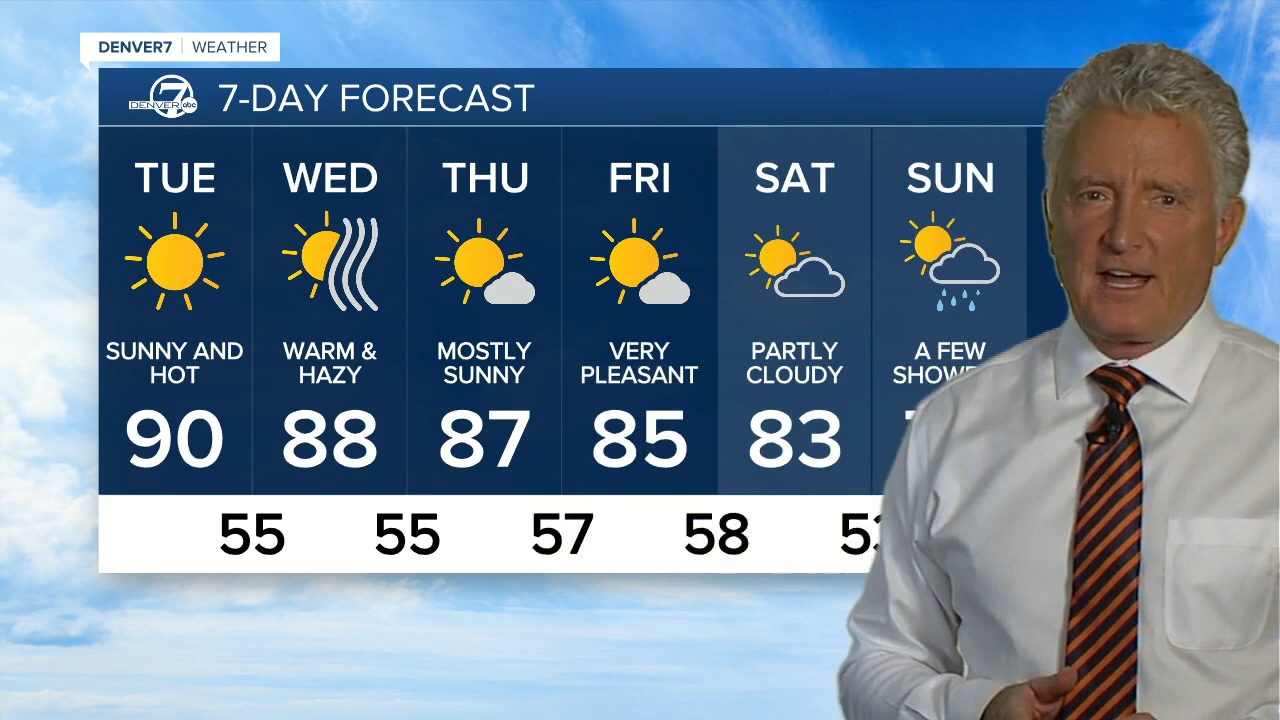 DENVER7 | WEATHER
DENVER 7 abc
7-DAY FORECAST
TUE WED THU FRI SAT SUN
SUNNY AND WARM & MOSTLY VERY PARTLY A FEW
HOT HAZY SUNNY PLEASANT CLOUDY
90 88 87 85 83
55 55 57 58